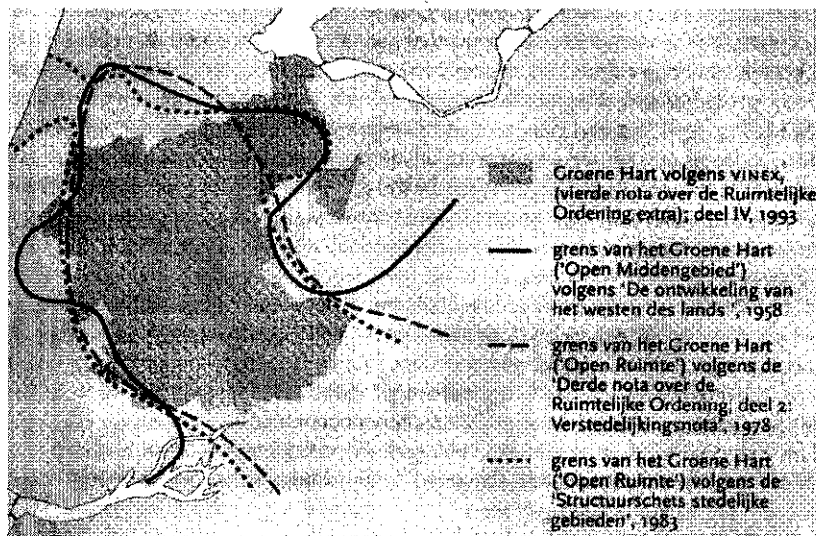 Groene Hart volgens VINEX,
(vierde nota over de Ruimtelijke
Ordening extra); deel IV, 1993
grens van het Groene Hart
('Open Middengebied')
volgens 'De ontwikkeling van
het westen des lands', 1958
grens van het Groene Hart
('Open Ruimte') volgens de
'Derde nota over de
Ruimtelijke Ordening, deel 2:
Verstedelijkingsnota', 1978
grens van het Groene Hart
('Open Ruimte') volgens de
'Structuurschets stedelijke
gebieden', 1983